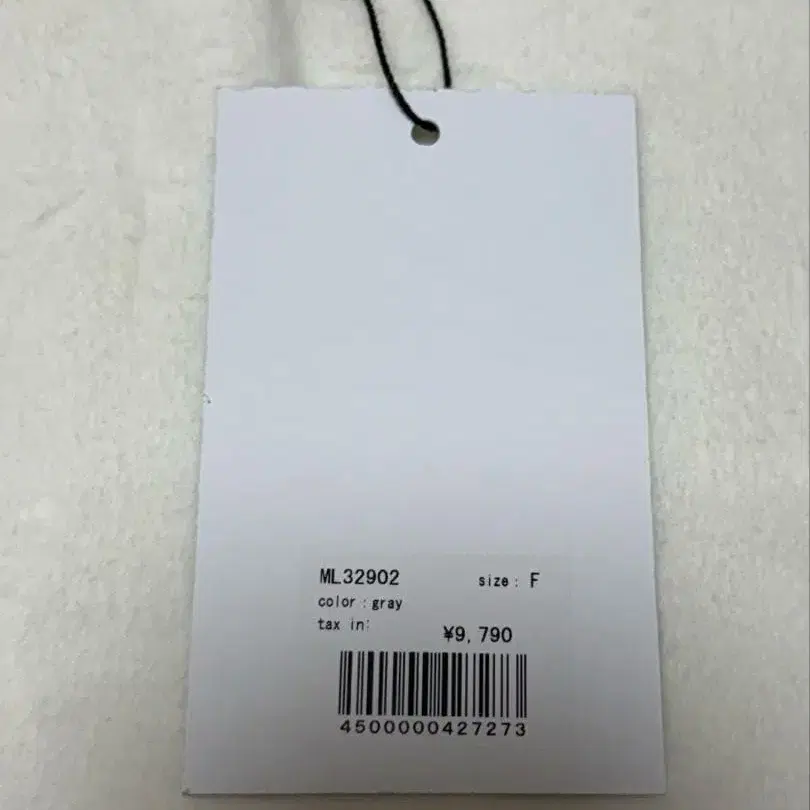 ML32902 size: F
color:gray
tax in:
¥9,790
4500000427273